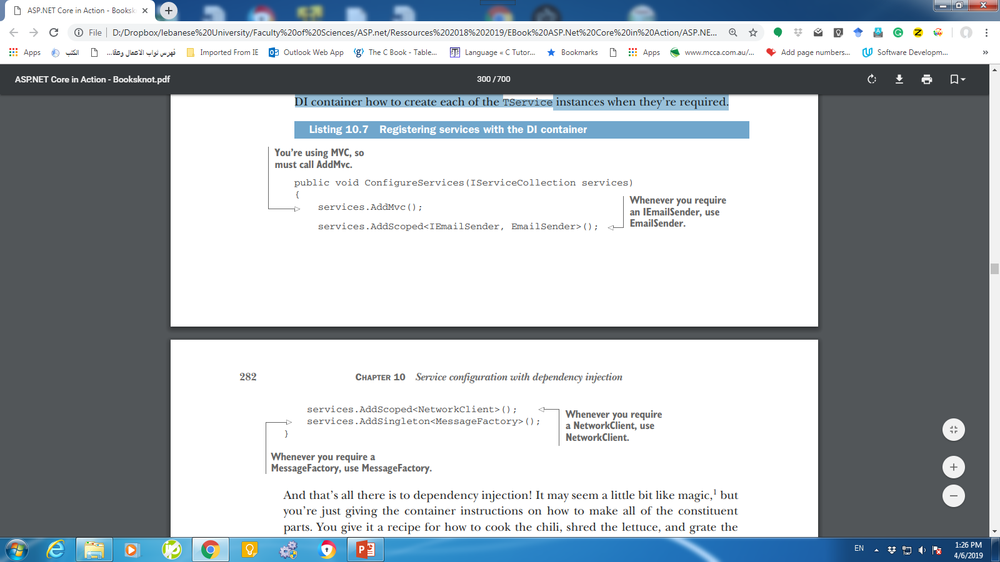 ASP.NET Core in Action - Booksk
File
D:/Dropbox/lebanese%20University/Faculty%20of%20Sciences/ASP.net/Ressources%202018%202019/EBook%20ASP.Net%20Core%20in%20Action/ASP.NE...
Apps
الكتب
فهرس ثواب الاعمال وعقا...
Imported From IE
Outlook Web App
The C Book - Table...
Language « C Tutor...
Bookmarks
Apps
www.mcca.com.au/...
Add page numbers...
Software Developm...
»
ASP.NET Core in Action - Booksknot.pdf
300 / 700
DI container how to create each of the TService instances when they're required.
Listing 10.7 Registering services with the DI container
You're using MVC, so
must call AddMvc.
public void ConfigureServices(IServiceCollection services)
{
services.AddMvc();
Whenever you require
an IEmailSender, use
EmailSender.
services.AddScoped<IEmailSender, EmailSender>();
282
CHAPTER 10 Service configuration with dependency injection
services.AddScoped<NetworkClient>();
services.AddSingleton<MessageFactory>();
}
Whenever you require
a NetworkClient, use
NetworkClient.
Whenever you require a
MessageFactory, use MessageFactory.
And that's all there is to dependency injection! It may seem a little bit like magic,¹ but
you're just giving the container instructions on how to make all of the constituent
parts. You give it a recipe for how to cook the chili, shred the lettuce, and grate the
EN
1:26 PM
4/6/2019